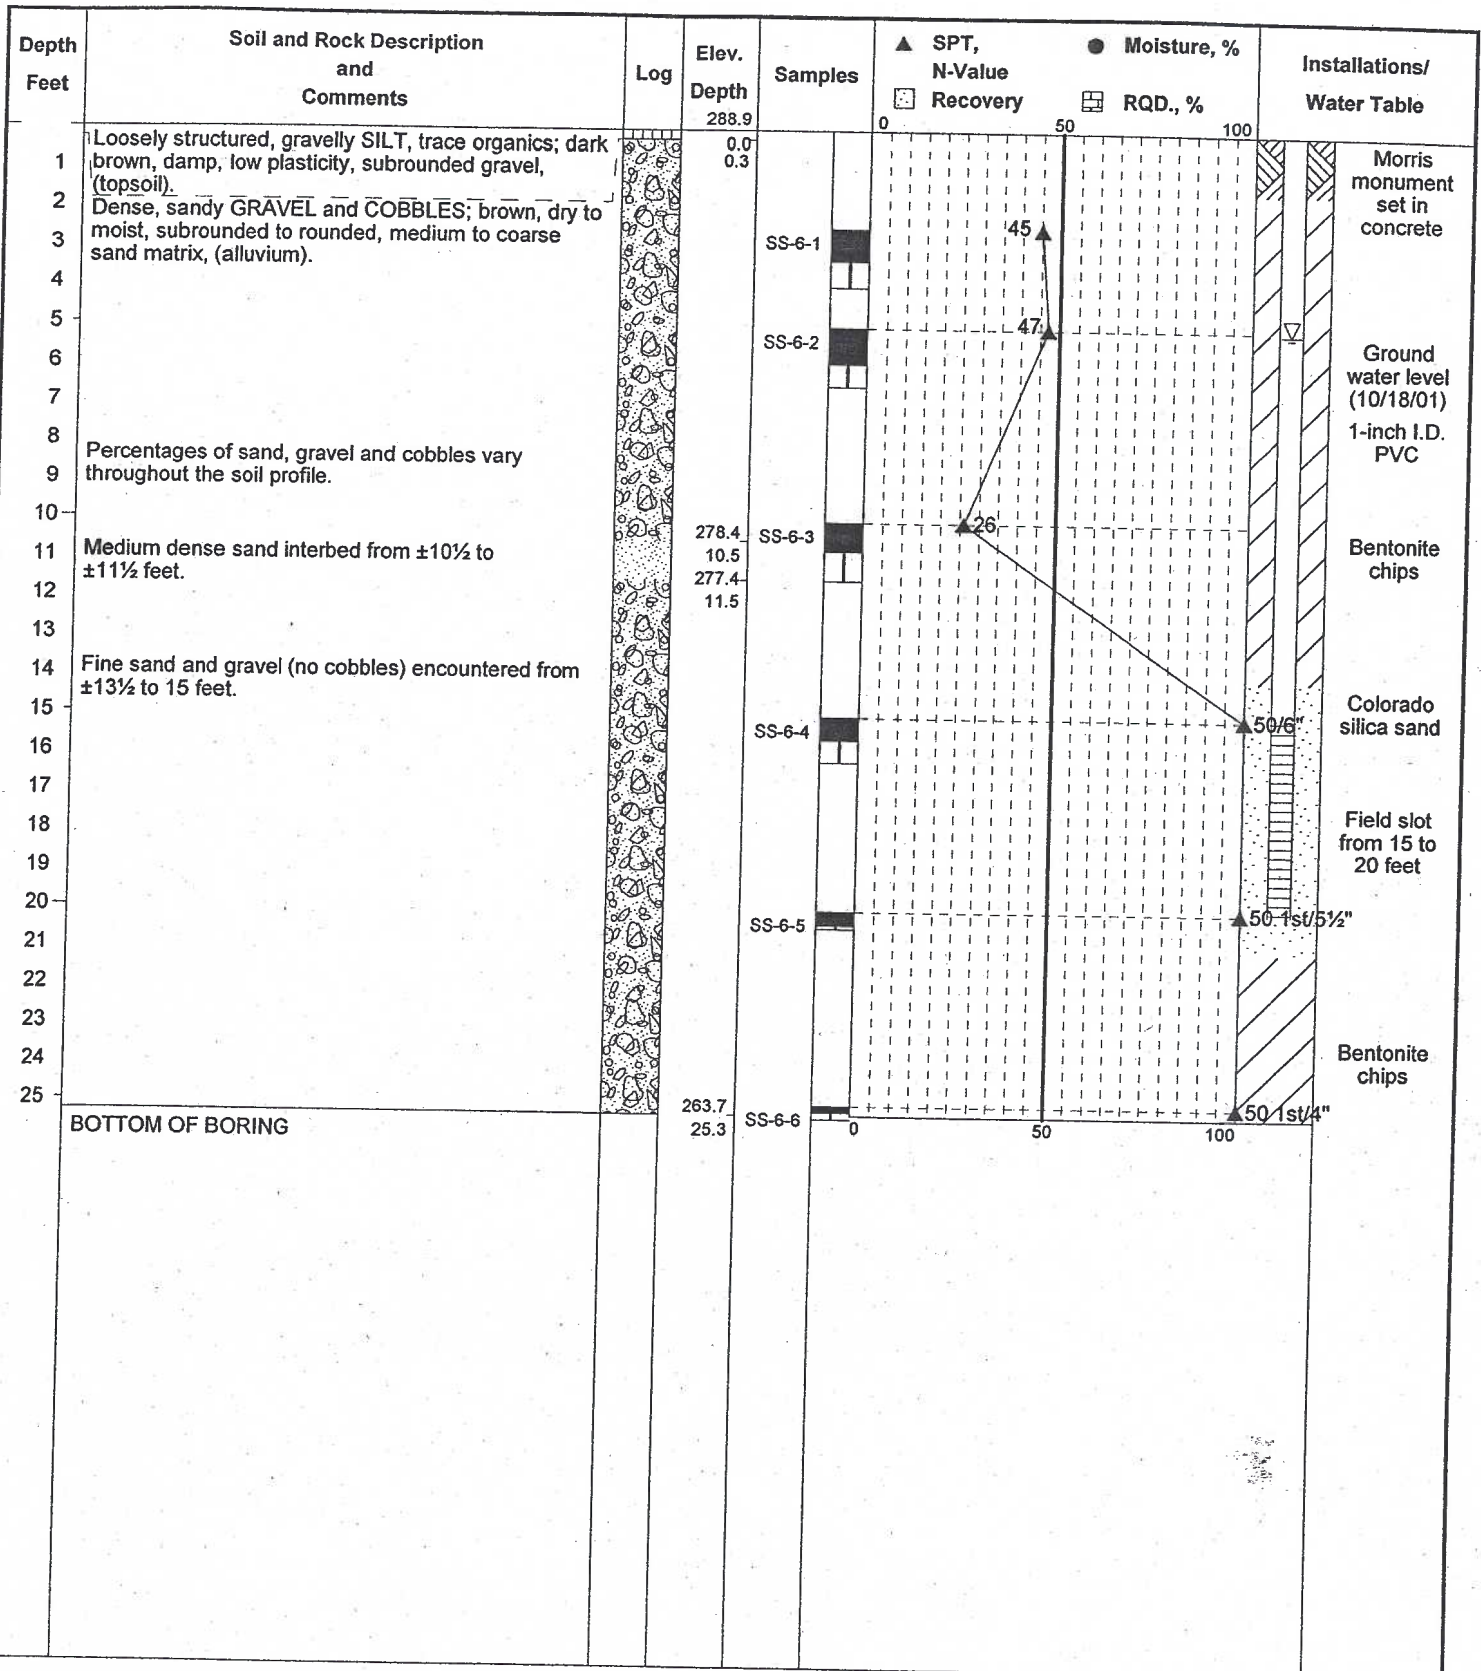 Depth
Feet
Soil and Rock Description
and
Comments
Log
Elev.
Depth
288.9
Samples
SPT,
N-Value
Moisture, %
Recovery
RQD., %
0 50 100
Installations/
Water Table
1
2
3
4
5
6
7
8
9
10
11
12
13
14
15
16
17
18
19
20
21
22
23
24
25
Loosely structured, gravelly SILT, trace organics; dark
brown, damp, low plasticity, subrounded gravel,
(topsoil).
Dense, sandy GRAVEL and COBBLES; brown, dry to
moist, subrounded to rounded, medium to coarse
sand matrix, (alluvium).
Percentages of sand, gravel and cobbles vary
throughout the soil profile.
Medium dense sand interbed from ±10½ to
±11½ feet.
Fine sand and gravel (no cobbles) encountered from
±13½ to 15 feet.
BOTTOM OF BORING
0.0
0.3
278.4
10.5
277.4
11.5
263.7
25.3
SS-6-1
SS-6-2
SS-6-3
SS-6-4
SS-6-5
SS-6-6
45
47
26
50/6"
50 1st/5½"
50 1st/4"
0 50 100
Morris
monument
set in
concrete
Ground
water level
(10/18/01)
1-inch I.D.
PVC
Bentonite
chips
Colorado
silica sand
Field slot
from 15 to
20 feet
Bentonite
chips